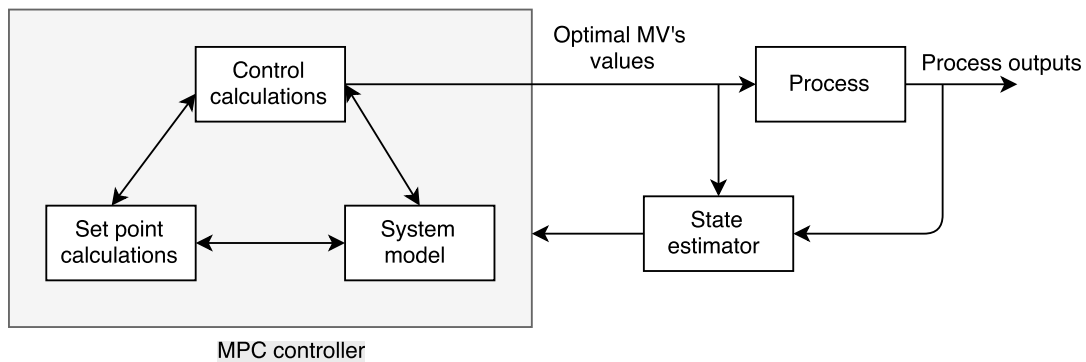 Optimal MV's
values
Control
calculations
Process
Process outputs
Set point
calculations
System
model
State
estimator
MPC controller